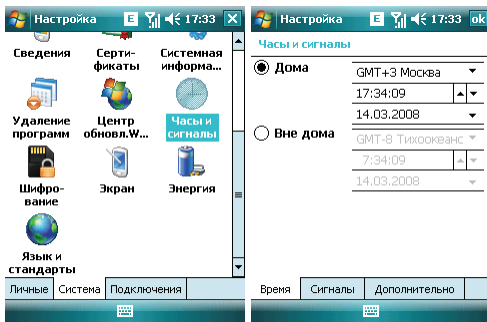 Настройка E 17:33
Сведения
Серти-
фикаты
Системная
информа...
Удаление
программ
Центр
обновл.W...
Часы и
сигналы
Шифро-
вание
Экран
Энергия
Язык и
стандарты
Личные Система Подключения
Настройка E 17:33 ok
Часы и сигналы
Дома GMT+3 Москва
17:34:09
14.03.2008
Вне дома GMT-8 Тихоокеанс
7:34:09
14.03.2008
Время Сигналы Дополнительно